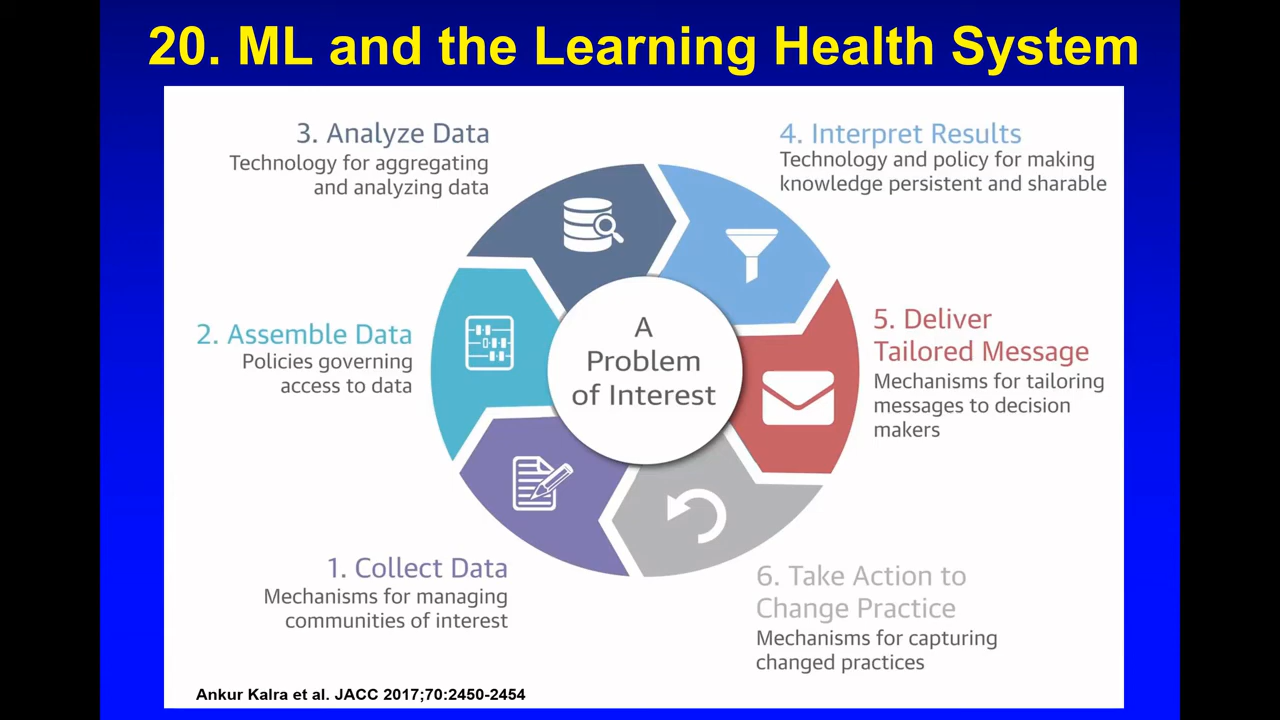 20. ML and the Learning Health System
3. Analyze Data
Technology for aggregating
and analyzing data
4. Interpret Results
Technology and policy for making
knowledge persistent and sharable
2. Assemble Data
Policies governing
access to data
A
Problem
of Interest
5. Deliver
Tailored Message
Mechanisms for tailoring
messages to decision
makers
1. Collect Data
Mechanisms for managing
communities of interest
6. Take Action to
Change Practice
Mechanisms for capturing
changed practices
Ankur Kalra et al. JACC 2017;70:2450-2454